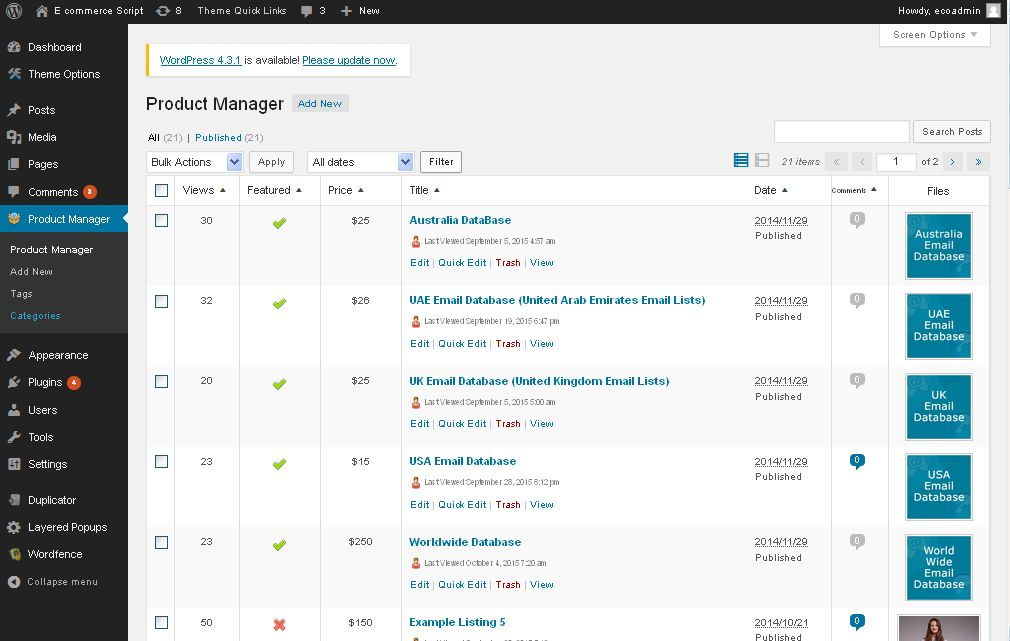 E commerce Script 8 Theme Quick Links 3 New Howdy, ecoadmin
Screen Options
Dashboard
Theme Options
Posts
Media
Pages
Comments 3
Product Manager
Product Manager
Add New
Tags
Categories
Appearance
Plugins 4
Users
Tools
Settings
Duplicator
Layered Popups
Wordfence
Collapse menu
WordPress 4.3.1 is available! Please update now.
Product Manager Add New
All (21) | Published (21)
Search Posts
Bulk Actions Apply All dates Filter 21 items « ‹ 1 of 2 › »
Views Featured Price Title Date Comments Files
30 $25 Australia DataBase 2014/11/29 0
Last Viewed September 5, 2015 4:57 am Published
Edit | Quick Edit | Trash | View
Australia
Email
Database
32 $26 UAE Email Database (United Arab Emirates Email Lists) 2014/11/29 0
Last Viewed September 19, 2015 6:47 pm Published
Edit | Quick Edit | Trash | View
UAE
Email
Database
20 $25 UK Email Database (United Kingdom Email Lists) 2014/11/29 0
Last Viewed September 5, 2015 5:00 am Published
Edit | Quick Edit | Trash | View
UK
Email
Database
23 $15 USA Email Database 2014/11/29 0
Last Viewed September 28, 2015 8:12 pm Published
Edit | Quick Edit | Trash | View
USA
Email
Database
23 $250 Worldwide Database 2014/11/29 0
Last Viewed October 4, 2015 7:20 am Published
Edit | Quick Edit | Trash | View
World
Wide
Email
Database
50 $150 Example Listing 5 2014/10/21 0
Published